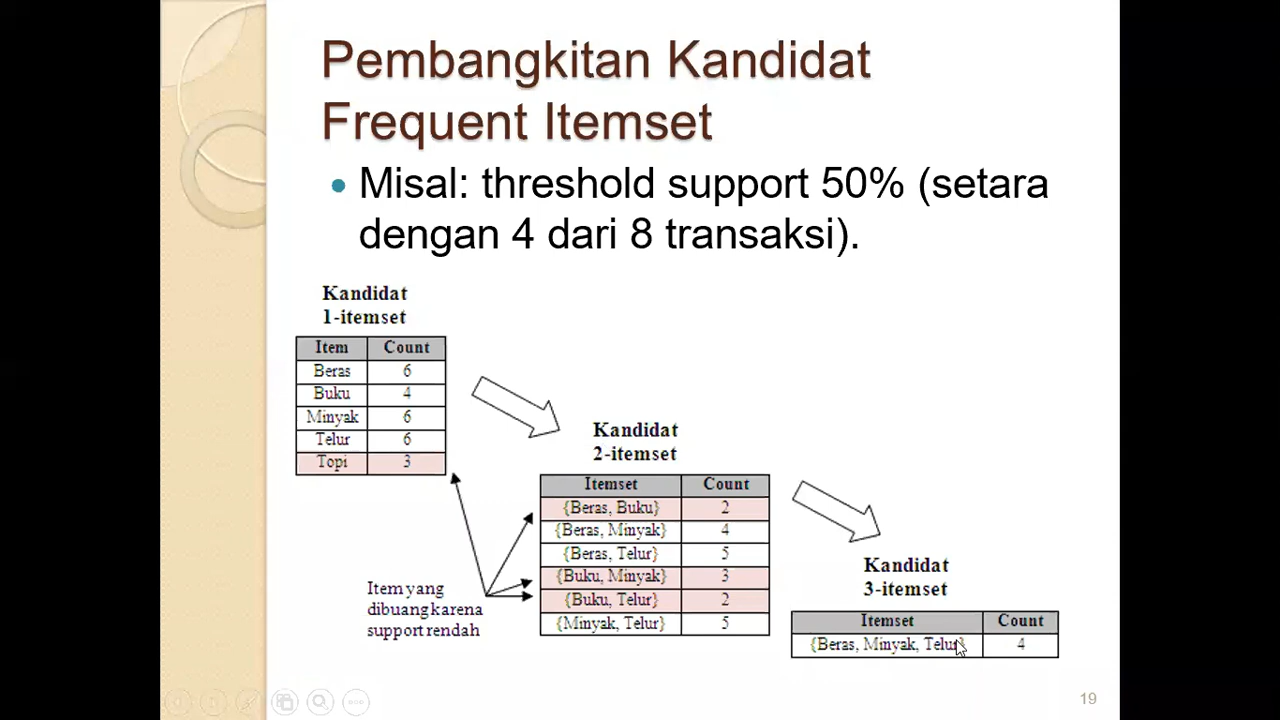 Pembangkitan Kandidat
Frequent Itemset
Misal: threshold support 50% (setara
dengan 4 dari 8 transaksi).
Kandidat
1-itemset
Item Count
Beras 6
Buku 4
Minyak 6
Telur 6
Topi 3
Kandidat
2-itemset
Itemset Count
{Beras, Buku} 2
{Beras, Minyak} 4
{Beras, Telur} 5
{Buku, Minyak} 3
{Buku, Telur} 2
{Minyak, Telur} 5
Item yang
dibuang karena
support rendah
Kandidat
3-itemset
Itemset Count
{Beras, Minyak, Telur} 4
19